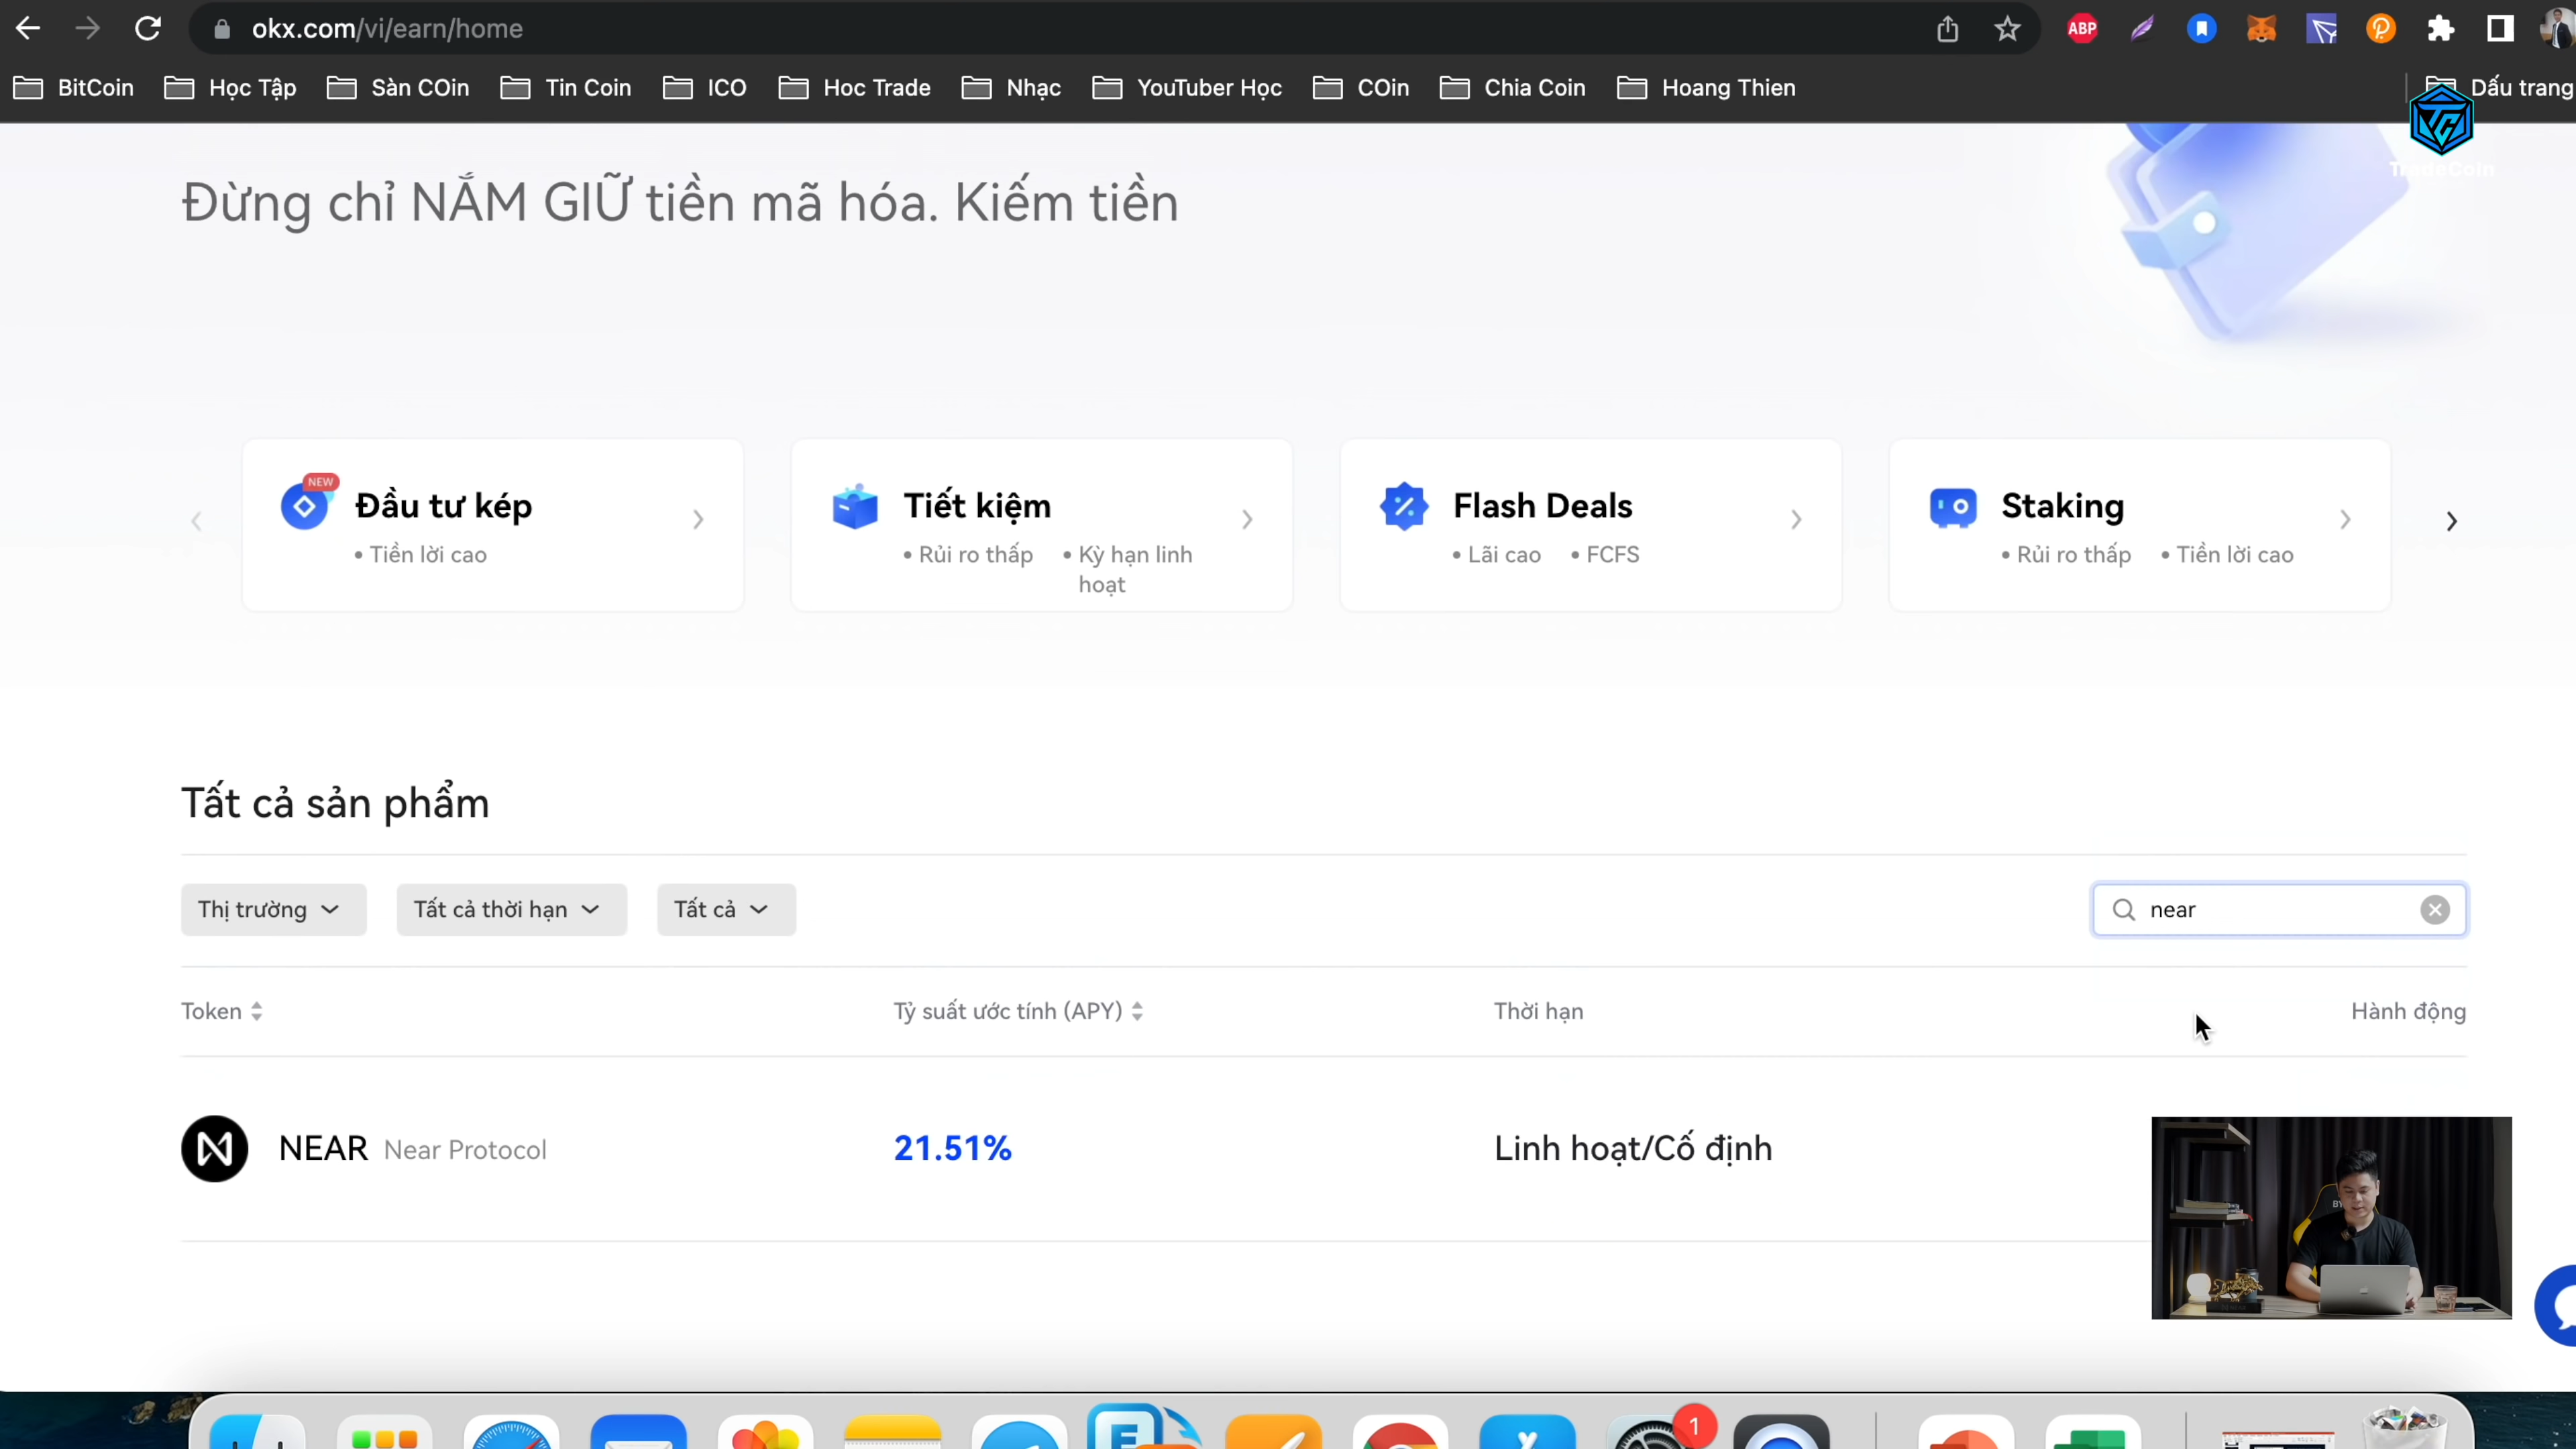 okx.com/vi/earn/home
ABP
BitCoin
Học Tập
Sàn COin
Tin Coin
ICO
Hoc Trade
Nhạc
YouTuber Học
COin
Chia Coin
Hoang Thien
Dấu trang
TradeCoin
Đừng chỉ NẮM GIỮ tiền mã hóa. Kiếm tiền
NEW
Đầu tư kép
• Tiền lời cao
Tiết kiệm
• Rủi ro thấp • Kỳ hạn linh
hoạt
Flash Deals
• Lãi cao • FCFS
Staking
• Rủi ro thấp • Tiền lời cao
Tất cả sản phẩm
Thị trường
Tất cả thời hạn
Tất cả
near
Token
Tỷ suất ước tính (APY)
Thời hạn
Hành động
NEAR Near Protocol
21.51%
Linh hoạt/Cố định
1